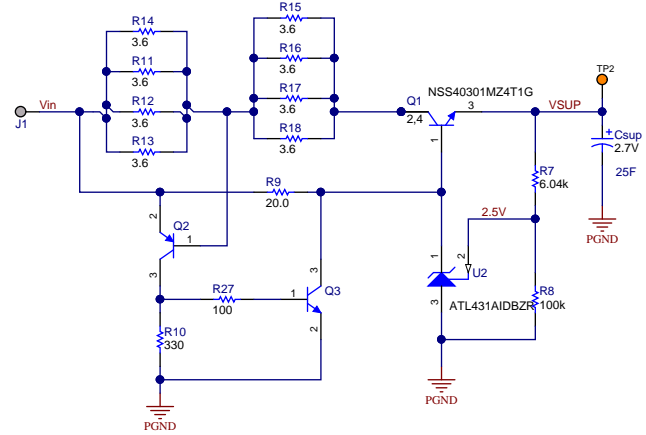 R14
3.6
R11
3.6
R12
3.6
R13
3.6
R15
3.6
R16
3.6
R17
3.6
R18
3.6
J1
Vin
Q1
NSS40301MZ4T1G
2,4
3
1
VSUP
TP2
+
Csup
2.7V
25F
PGND
R7
6.04k
2.5V
R9
20.0
2
Q2
1
3
R27
100
1
3
Q3
2
R10
330
PGND
1
2
U2
3
ATL431AIDBZR
R8
100k
PGND